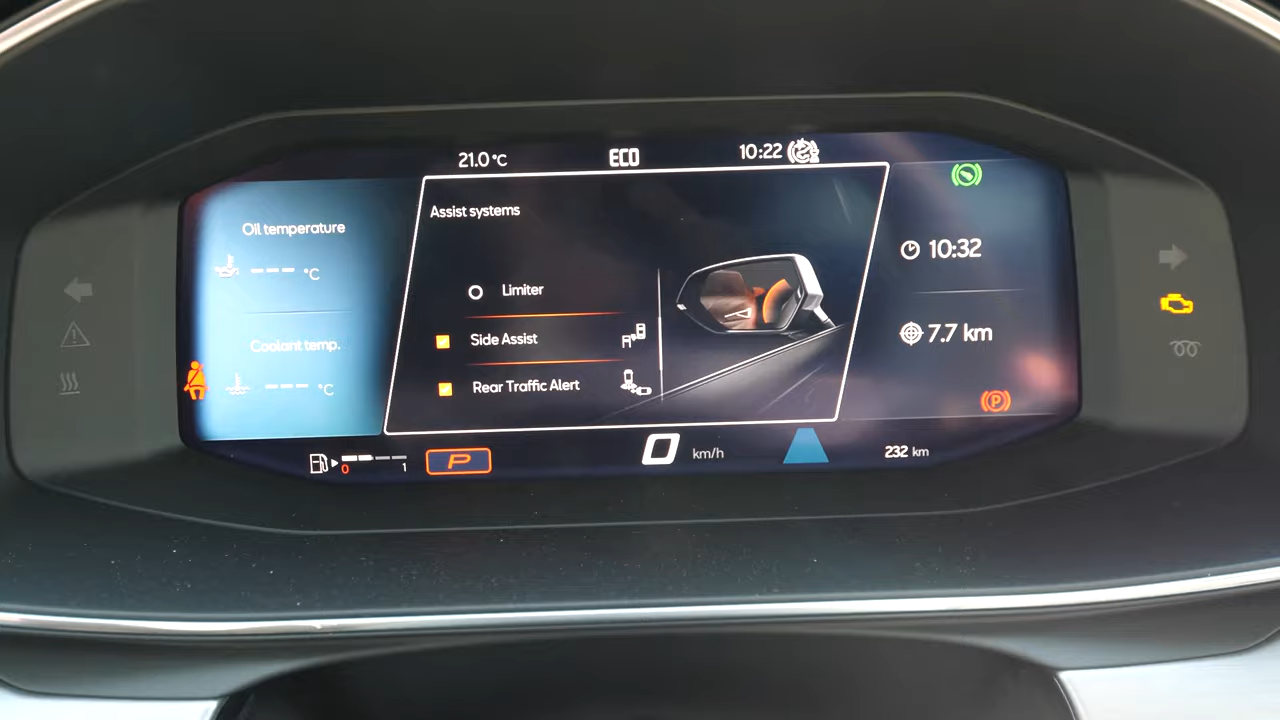 21.0 °C
ECO
10:22
Oil temperature
--- °C
Coolant temp.
--- °C
Assist systems
Limiter
Side Assist
Rear Traffic Alert
10:32
7.7 km
P
0
1
P
0 km/h
232 km